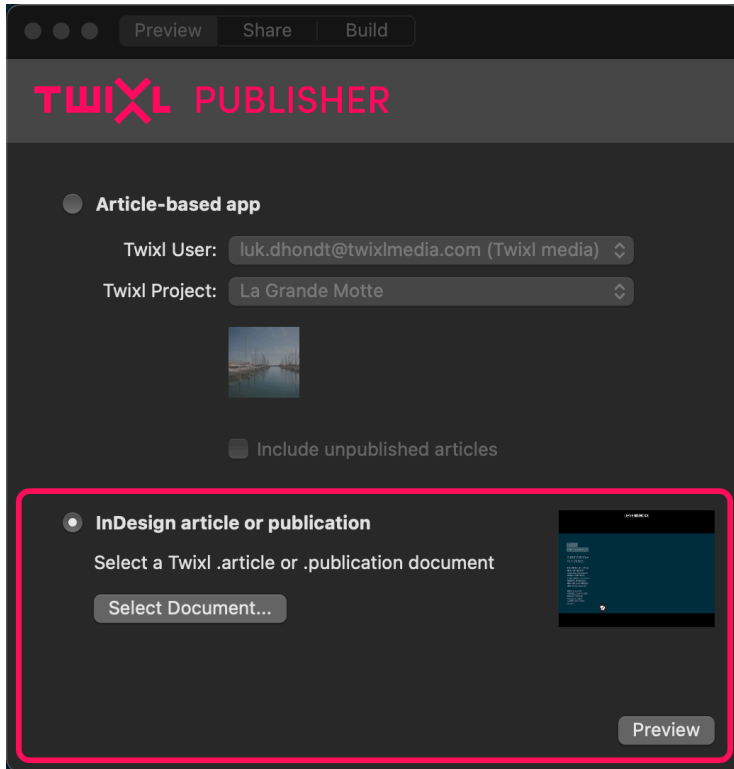 Preview Share Build
TWIXL PUBLISHER
Article-based app
Twixl User: luk.dhondt@twixlmedia.com (Twixl media)
Twixl Project: La Grande Motte
Include unpublished articles
InDesign article or publication
Select a Twixl .article or .publication document
Select Document...
Preview